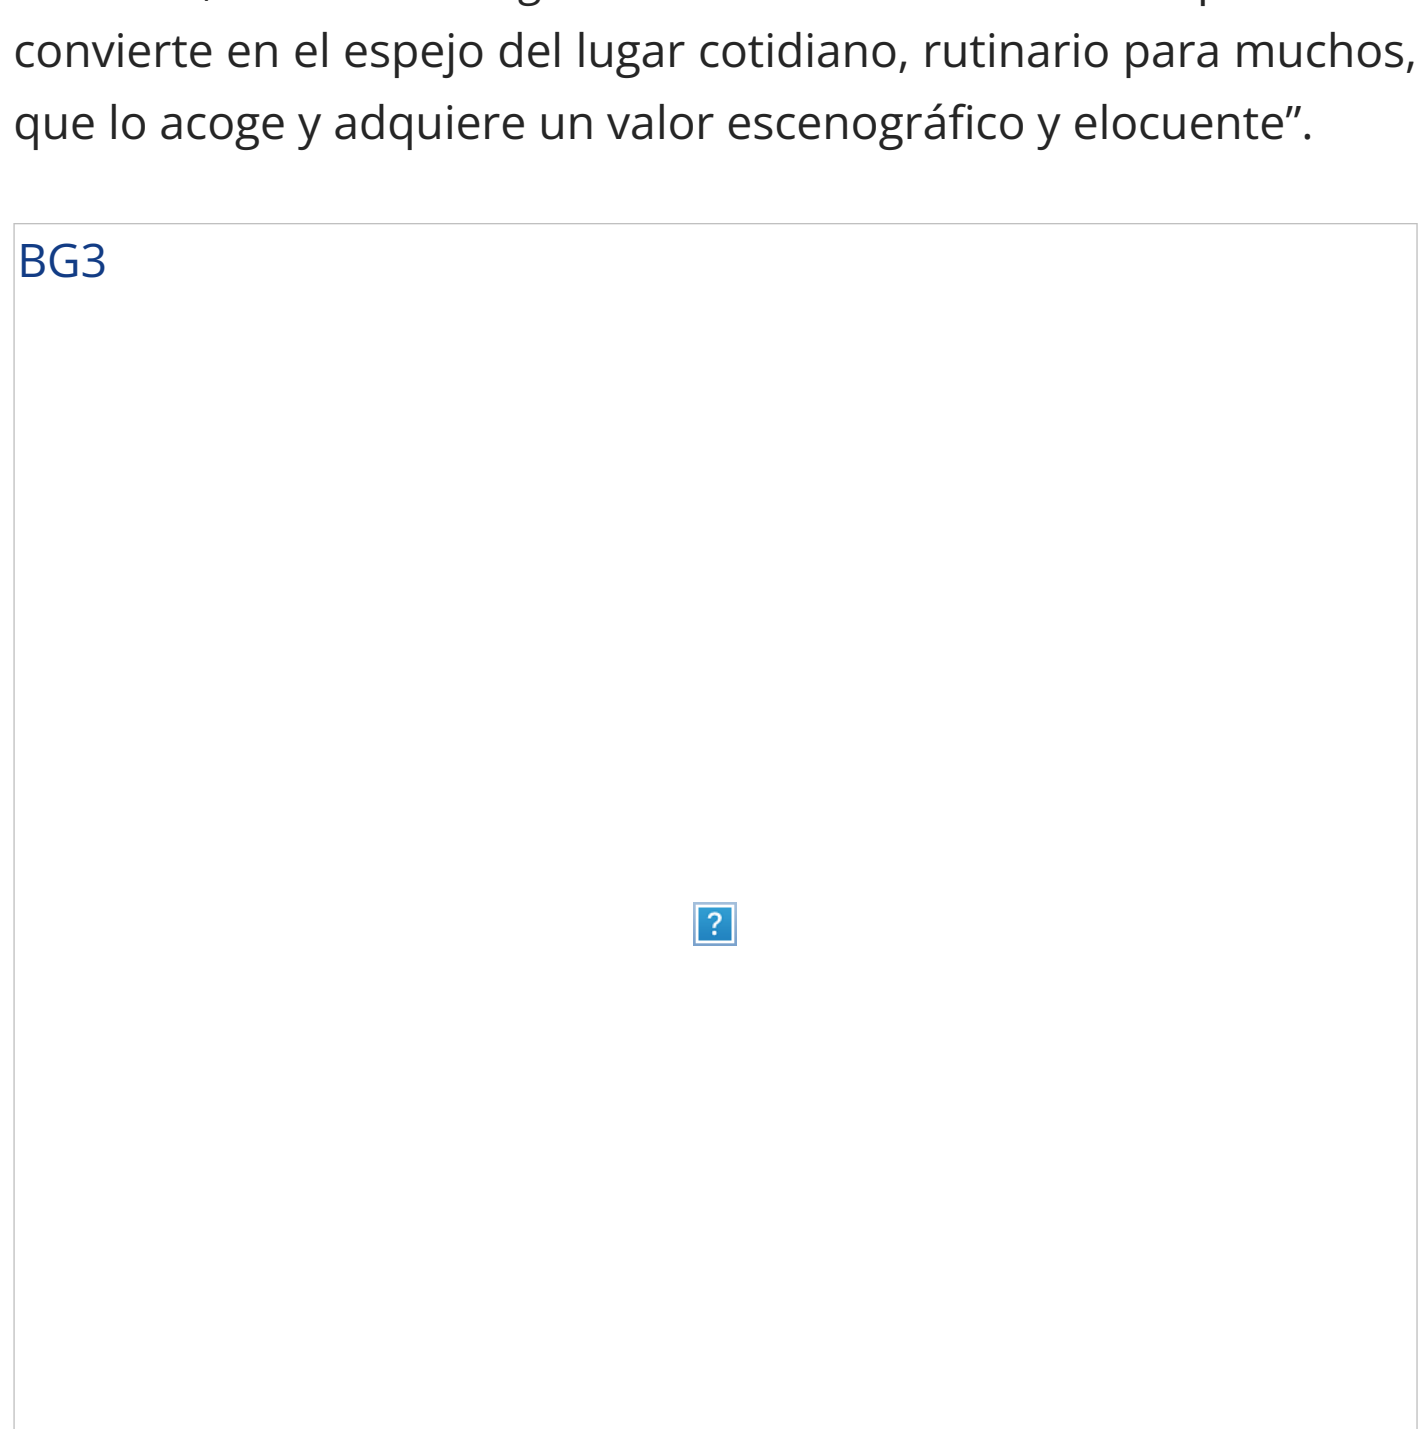 convierte en el espejo del lugar cotidiano, rutinario para muchos,
que lo acoge y adquiere un valor escenográfico y elocuente”.
BG3
?